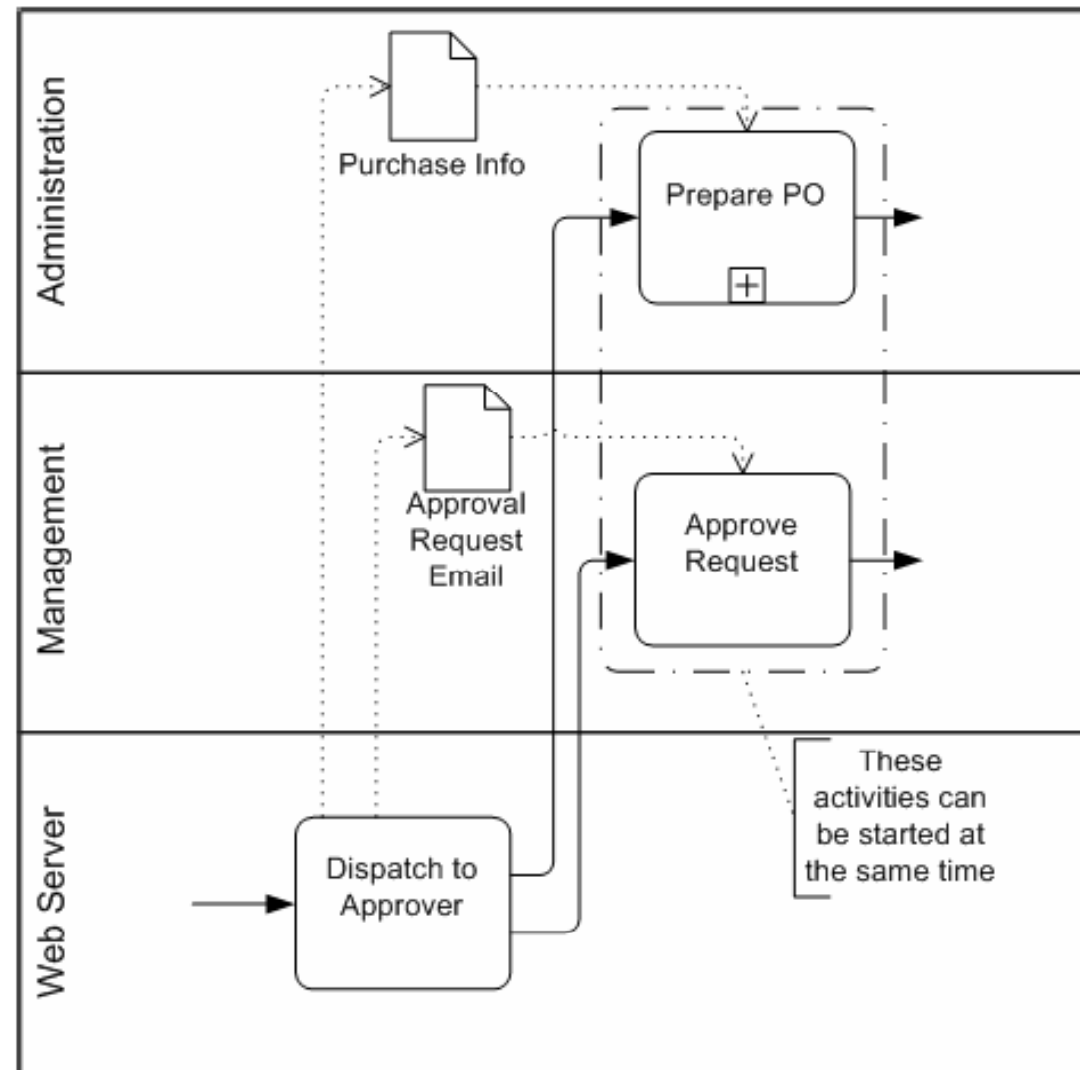 Administration
Purchase Info
Prepare PO
Management
Approval
Request
Email
Approve
Request
Web Server
Dispatch to
Approver
These
activities can
be started at
the same time